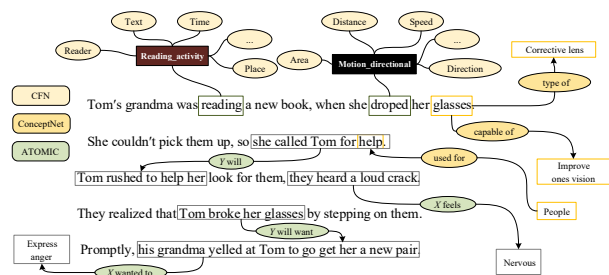 Text
Time
Distance
Speed
Reader
...
...
Reading_activity
Motion_directional
Area
Place
Direction
Corrective lens
CFN
type of
Tom's grandma was reading a new book, when she droped her glasses.
ConceptNet
capable of
She couldn't pick them up, so she called Tom for help.
ATOMIC
Y will
used for
Improve ones vision
Tom rushed to help her look for them, they heard a loud crack.
X feels
People
They realized that Tom broke her glasses by stepping on them.
Y will want
Express anger
Promptly, his grandma yelled at Tom to go get her a new pair.
Nervous
X wanted to